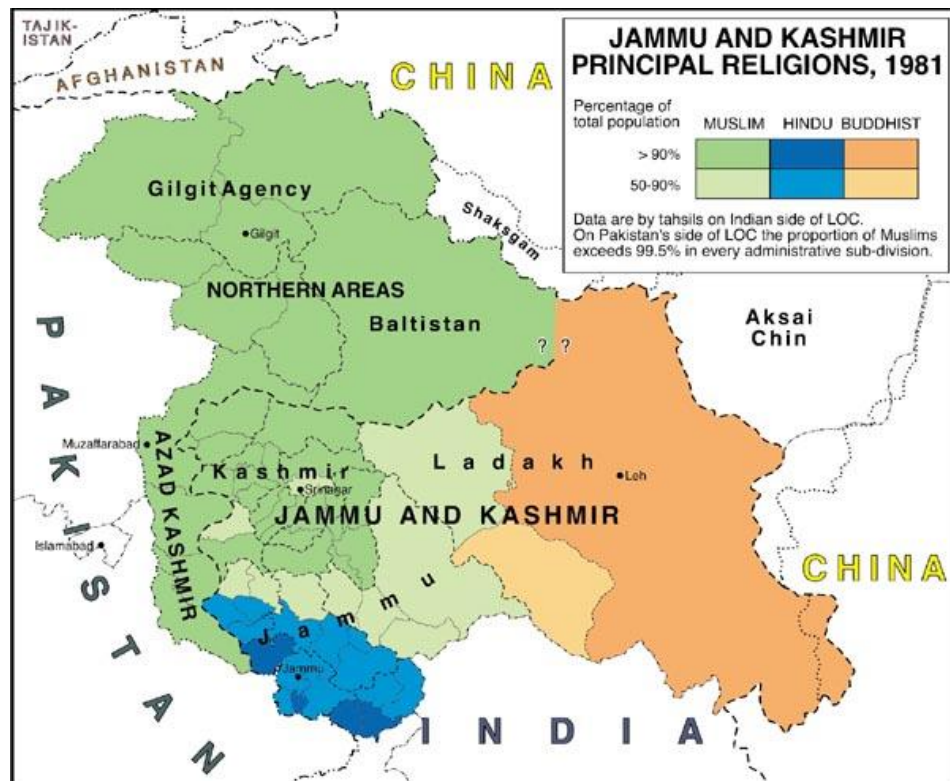 TAJIK-
ISTAN
AFGHANISTAN
CHINA
JAMMU AND KASHMIR
PRINCIPAL RELIGIONS, 1981
Percentage of
total population
MUSLIM HINDU BUDDHIST
> 90%
50-90%
Data are by tahsils on Indian side of LOC.
On Pakistan's side of LOC the proportion of Muslims
exceeds 99.5% in every administrative sub-division.
Gilgit Agency
Gilgit
Shaksgam
NORTHERN AREAS
Baltistan
Aksai
Chin
? ?
PAKISTAN
Muzaffarabad
AZAD KASHMIR
Kashmir
Srinagar
Ladakh
Leh
JAMMU AND KASHMIR
Islamabad
CHINA
Jammu
Jammu
INDIA